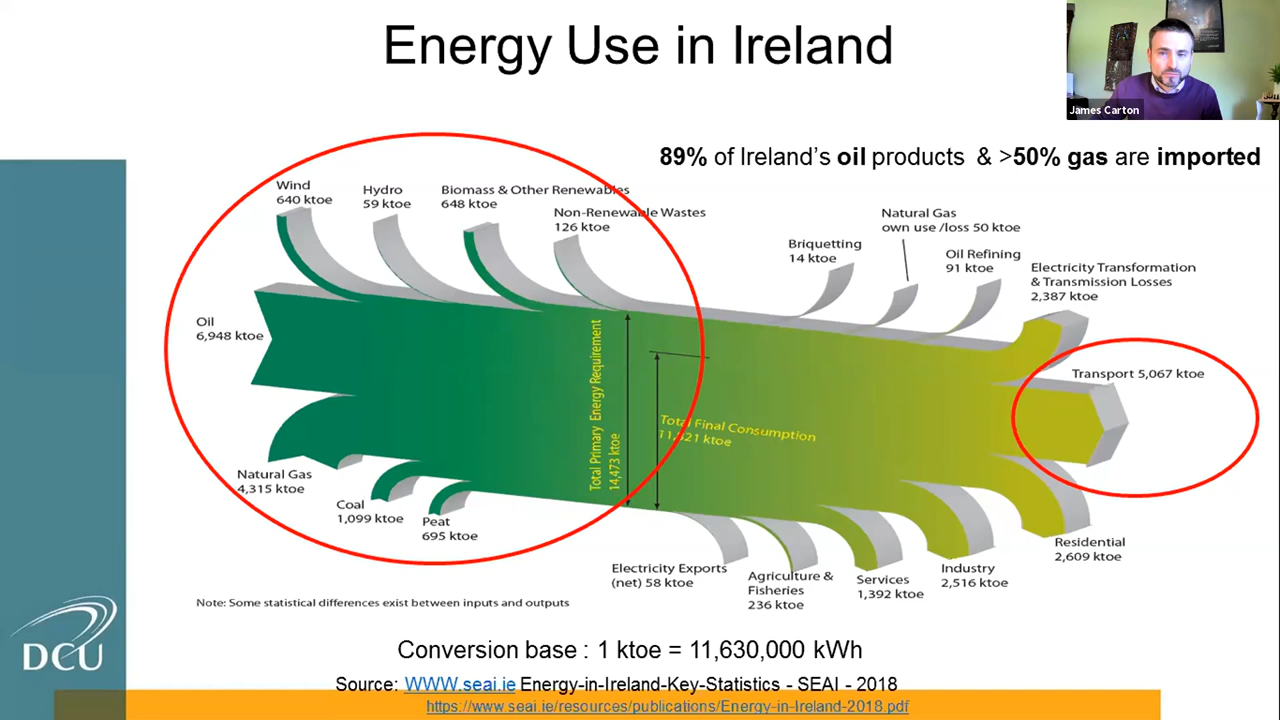 Energy Use in Ireland
James Carton
89% of Ireland's oil products & >50% gas are imported
Wind
640 ktoe
Hydro
59 ktoe
Biomass & Other Renewables
648 ktoe
Non-Renewable Wastes
126 ktoe
Briquetting
14 ktoe
Natural Gas
own use /loss 50 ktoe
Oil Refining
91 ktoe
Electricity Transformation
& Transmission Losses
2,387 ktoe
Oil
6,948 ktoe
Total Primary Energy Requirement
14,473 ktoe
Total Final Consumption
11,821 ktoe
Transport 5,067 ktoe
Natural Gas
4,315 ktoe
Coal
1,099 ktoe
Peat
695 ktoe
Electricity Exports
(net) 58 ktoe
Agriculture &
Fisheries
236 ktoe
Services
1,392 ktoe
Industry
2,516 ktoe
Residential
2,609 ktoe
Note: Some statistical differences exist between inputs and outputs
DCU
Conversion base : 1 ktoe = 11,630,000 kWh
Source: WWW.seai.ie Energy-in-Ireland-Key-Statistics - SEAI - 2018
https://www.seai.ie/resources/publications/Energy-in-Ireland-2018.pdf